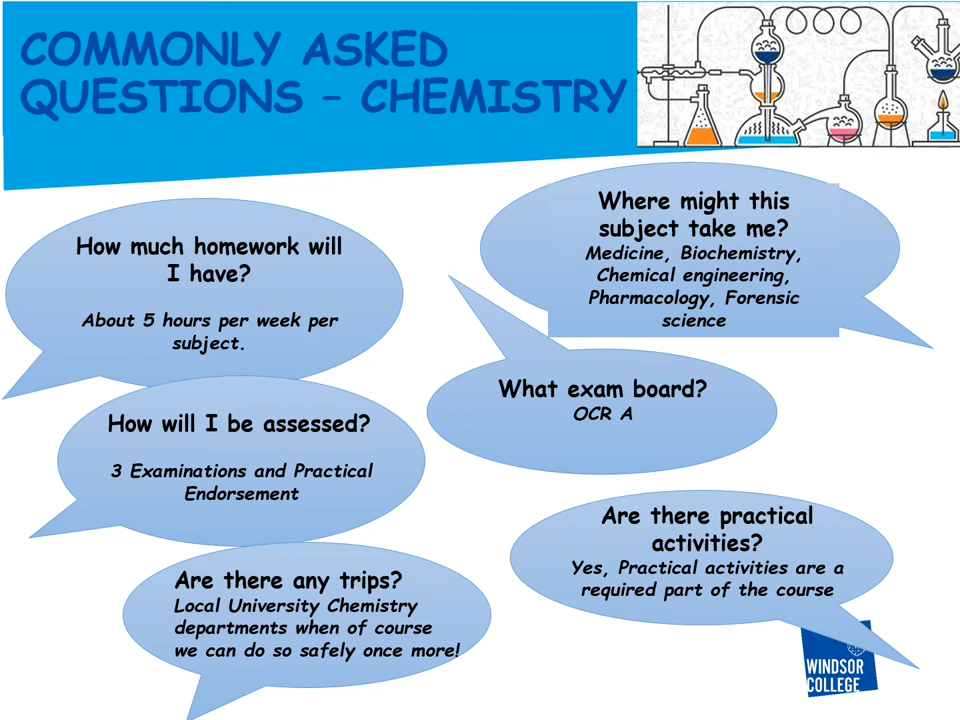 COMMONLY ASKED
QUESTIONS – CHEMISTRY
How much homework will
I have?
About 5 hours per week per
subject.
Where might this
subject take me?
Medicine, Biochemistry,
Chemical engineering,
Pharmacology, Forensic
science
What exam board?
OCR A
How will I be assessed?
3 Examinations and Practical
Endorsement
Are there practical
activities?
Yes, Practical activities are a
required part of the course
Are there any trips?
Local University Chemistry
departments when of course
we can do so safely once more!
WINDSOR
COLLEGE